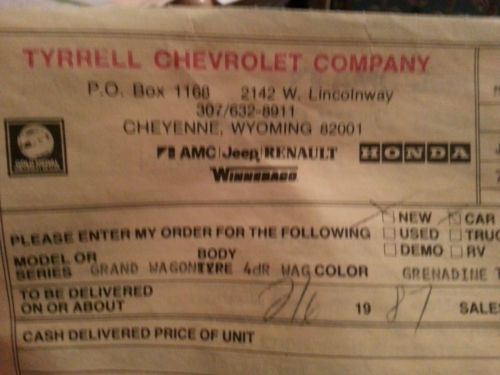 TYRRELL CHEVROLET COMPANY
P.O. Box 1168 2142 W. Lincolnway
307/632-8911
CHEYENNE, WYOMING 82001
AMC Jeep RENAULT HONDA
WINNEBAGO
NEW CAR
PLEASE ENTER MY ORDER FOR THE FOLLOWING USED TRUC
DEMO RV
MODEL OR SERIES GRAND WAGON BODY TYPE 4dR WAG COLOR GRENADINE
TO BE DELIVERED ON OR ABOUT 2/6 19 87 SALES
CASH DELIVERED PRICE OF UNIT